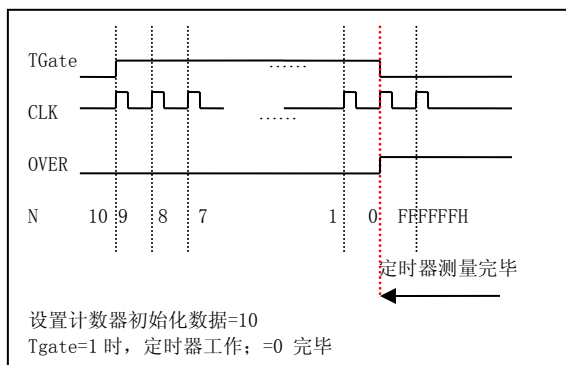 TGate ......
CLK ......
OVER
N 10 9 8 7 1 0 FFFFFFH
定时器测量完毕
设置计数器初始化数据=10
Tgate=1 时，定时器工作；=0 完毕